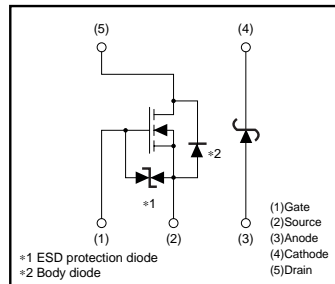 (5) (4)
∗2
∗1
(1) (2) (3)
(1)Gate
(2)Source
(3)Anode
(4)Cathode
(5)Drain
∗1 ESD protection diode
∗2 Body diode